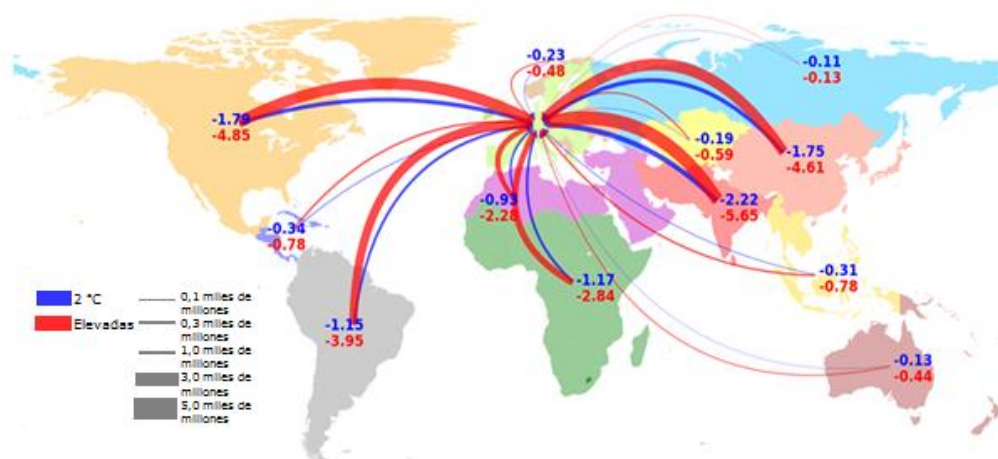 -0.23
-0.48
-0.11
-0.13
-1.79
-4.85
-0.19
-0.59
-1.75
-4.61
-0.93
-2.28
-2.22
-5.65
-0.34
-0.78
-1.17
-2.84
-0.31
-0.78
-1.15
-3.95
-0.13
-0.44
2 °C
Elevadas
0,1 miles de
millones
0,3 miles de
millones
1,0 miles de
millones
3,0 miles de
millones
5,0 miles de
millones